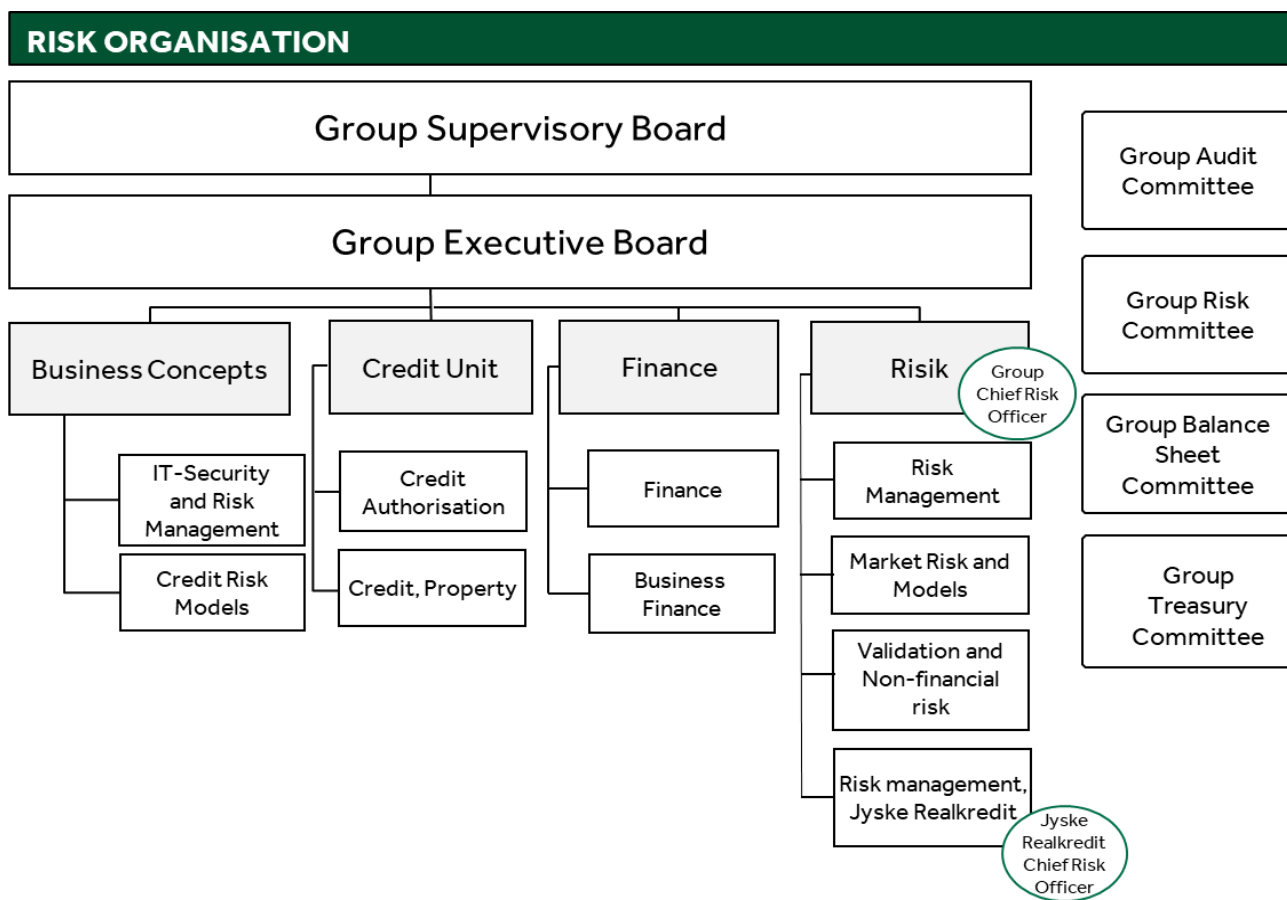 RISK ORGANISATION
Group Supervisory Board
Group Executive Board
Business Concepts
IT-Security
and Risk
Management
Credit Risk
Models
Credit Unit
Credit
Authorisation
Credit, Property
Finance
Finance
Business
Finance
Risik
Group
Chief Risk
Officer
Risk
Management
Market Risk and
Models
Validation and
Non-financial
risk
Risk management,
Jyske Realkredit
Jyske
Realkredit
Chief Risk
Officer
Group Audit
Committee
Group Risk
Committee
Group Balance
Sheet
Committee
Group
Treasury
Committee